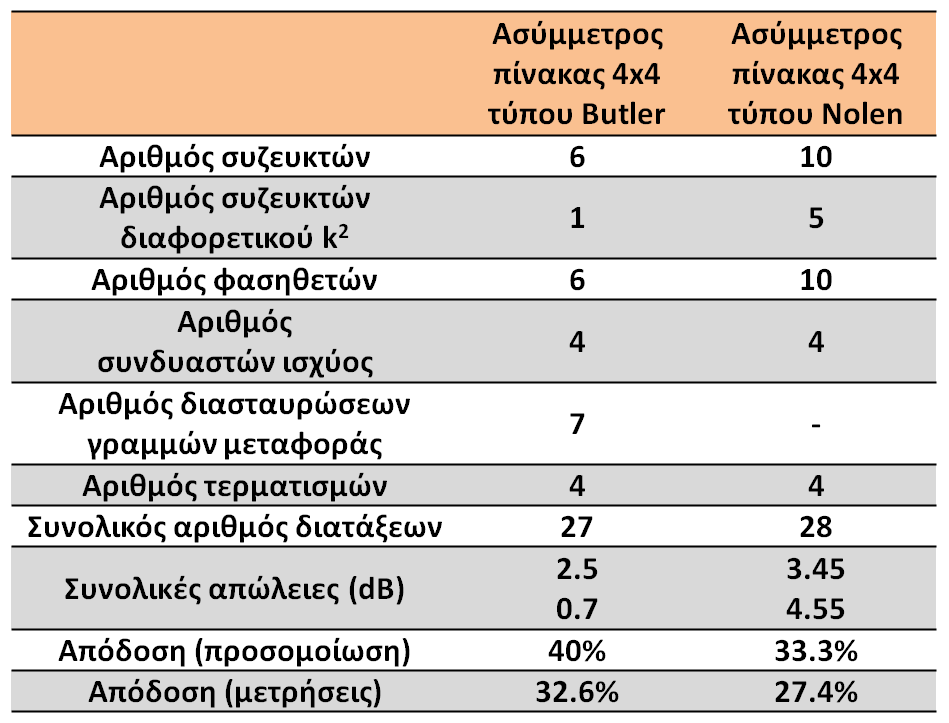 Ασύμμετρος πίνακας 4x4 τύπου Butler	Ασύμμετρος πίνακας 4x4 τύπου Nolen
Αριθμός συζευκτών	6	10
Αριθμός συζευκτών διαφορετικού k²	1	5
Αριθμός φασηθετών	6	10
Αριθμός συνδυαστών ισχύος	4	4
Αριθμός διασταυρώσεων γραμμών μεταφοράς	7	-
Αριθμός τερματισμών	4	4
Συνολικός αριθμός διατάξεων	27	28
Συνολικές απώλειες (dB)	2.5 0.7	3.45 4.55
Απόδοση (προσομοίωση)	40%	33.3%
Απόδοση (μετρήσεις)	32.6%	27.4%